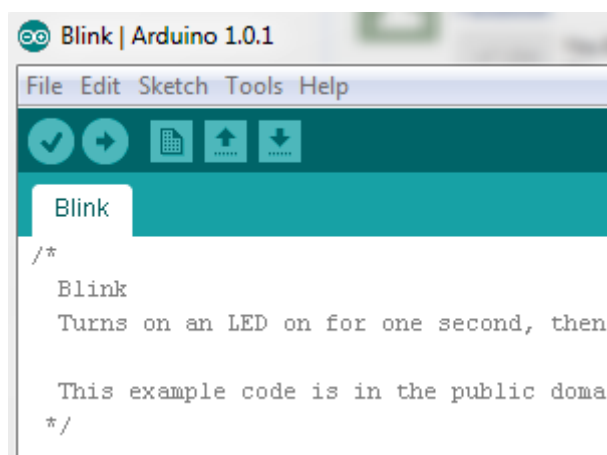 Blink | Arduino 1.0.1
File Edit Sketch Tools Help
Blink
/*
Blink
Turns on an LED on for one second, then
This example code is in the public doma
*/